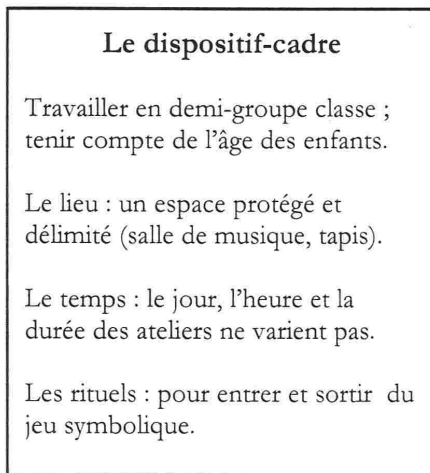 Le dispositif-cadre
Travailler en demi-groupe classe ;
tenir compte de l'âge des enfants.
Le lieu : un espace protégé et
délimité (salle de musique, tapis).
Le temps : le jour, l'heure et la
durée des ateliers ne varient pas.
Les rituels : pour entrer et sortir du
jeu symbolique.